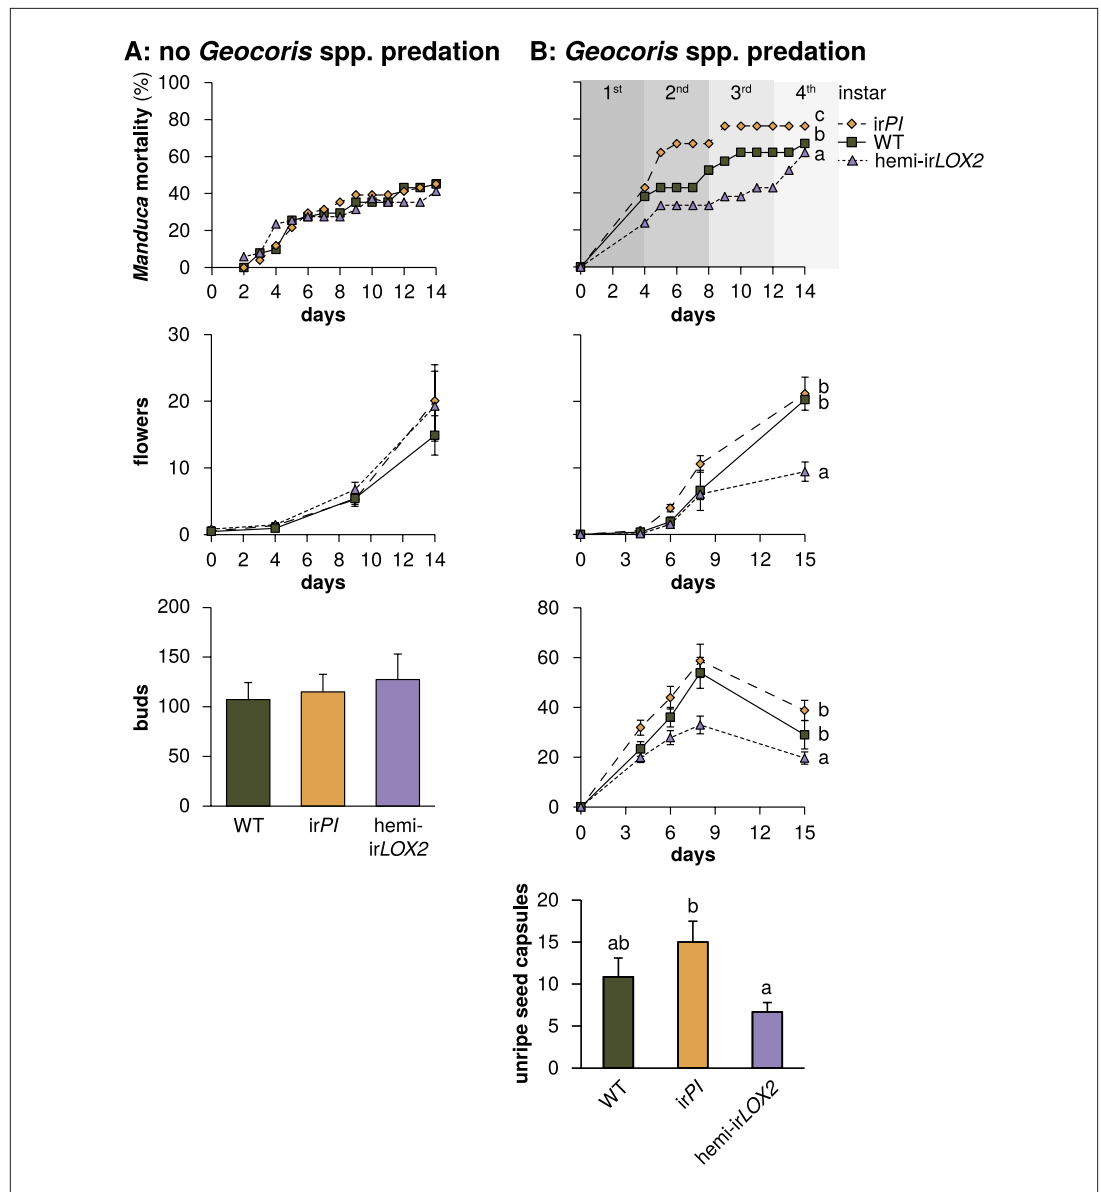 A: no Geocoris spp. predation
B: Geocoris spp. predation
Manduca mortality (%)
100
80
60
40
20
0
0 2 4 6 8 10 12 14
days
1st 2nd 3rd 4th instar
c
b
a
irPI
WT
hemi-irLOX2
0 2 4 6 8 10 12 14
days
flowers
30
20
10
0
0 2 4 6 8 10 12 14
days
b
b
a
0 3 6 9 12 15
days
buds
200
150
100
50
0
WT irPI hemi-
irLOX2
80
60
40
20
0
b
b
a
0 3 6 9 12 15
days
unripe seed capsules
20
15
10
5
0
ab
b
a
WT
irPI
hemi-irLOX2